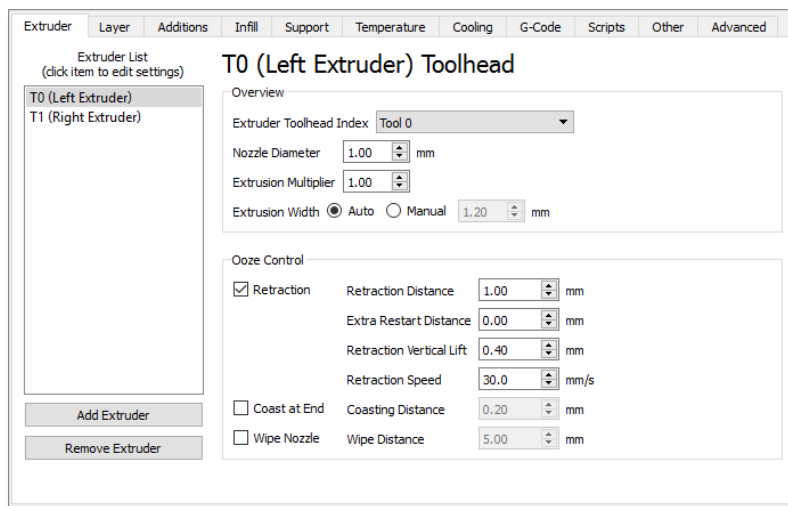 Extruder Layer Additions Infill Support Temperature Cooling G-Code Scripts Other Advanced
Extruder List
(click item to edit settings)
T0 (Left Extruder)
T1 (Right Extruder)
Add Extruder
Remove Extruder
T0 (Left Extruder) Toolhead
Overview
Extruder Toolhead Index Tool 0
Nozzle Diameter 1.00 mm
Extrusion Multiplier 1.00
Extrusion Width Auto Manual 1.20 mm
Ooze Control
Retraction Retraction Distance 1.00 mm
Extra Restart Distance 0.00 mm
Retraction Vertical Lift 0.40 mm
Retraction Speed 30.0 mm/s
Coast at End Coasting Distance 0.20 mm
Wipe Nozzle Wipe Distance 5.00 mm